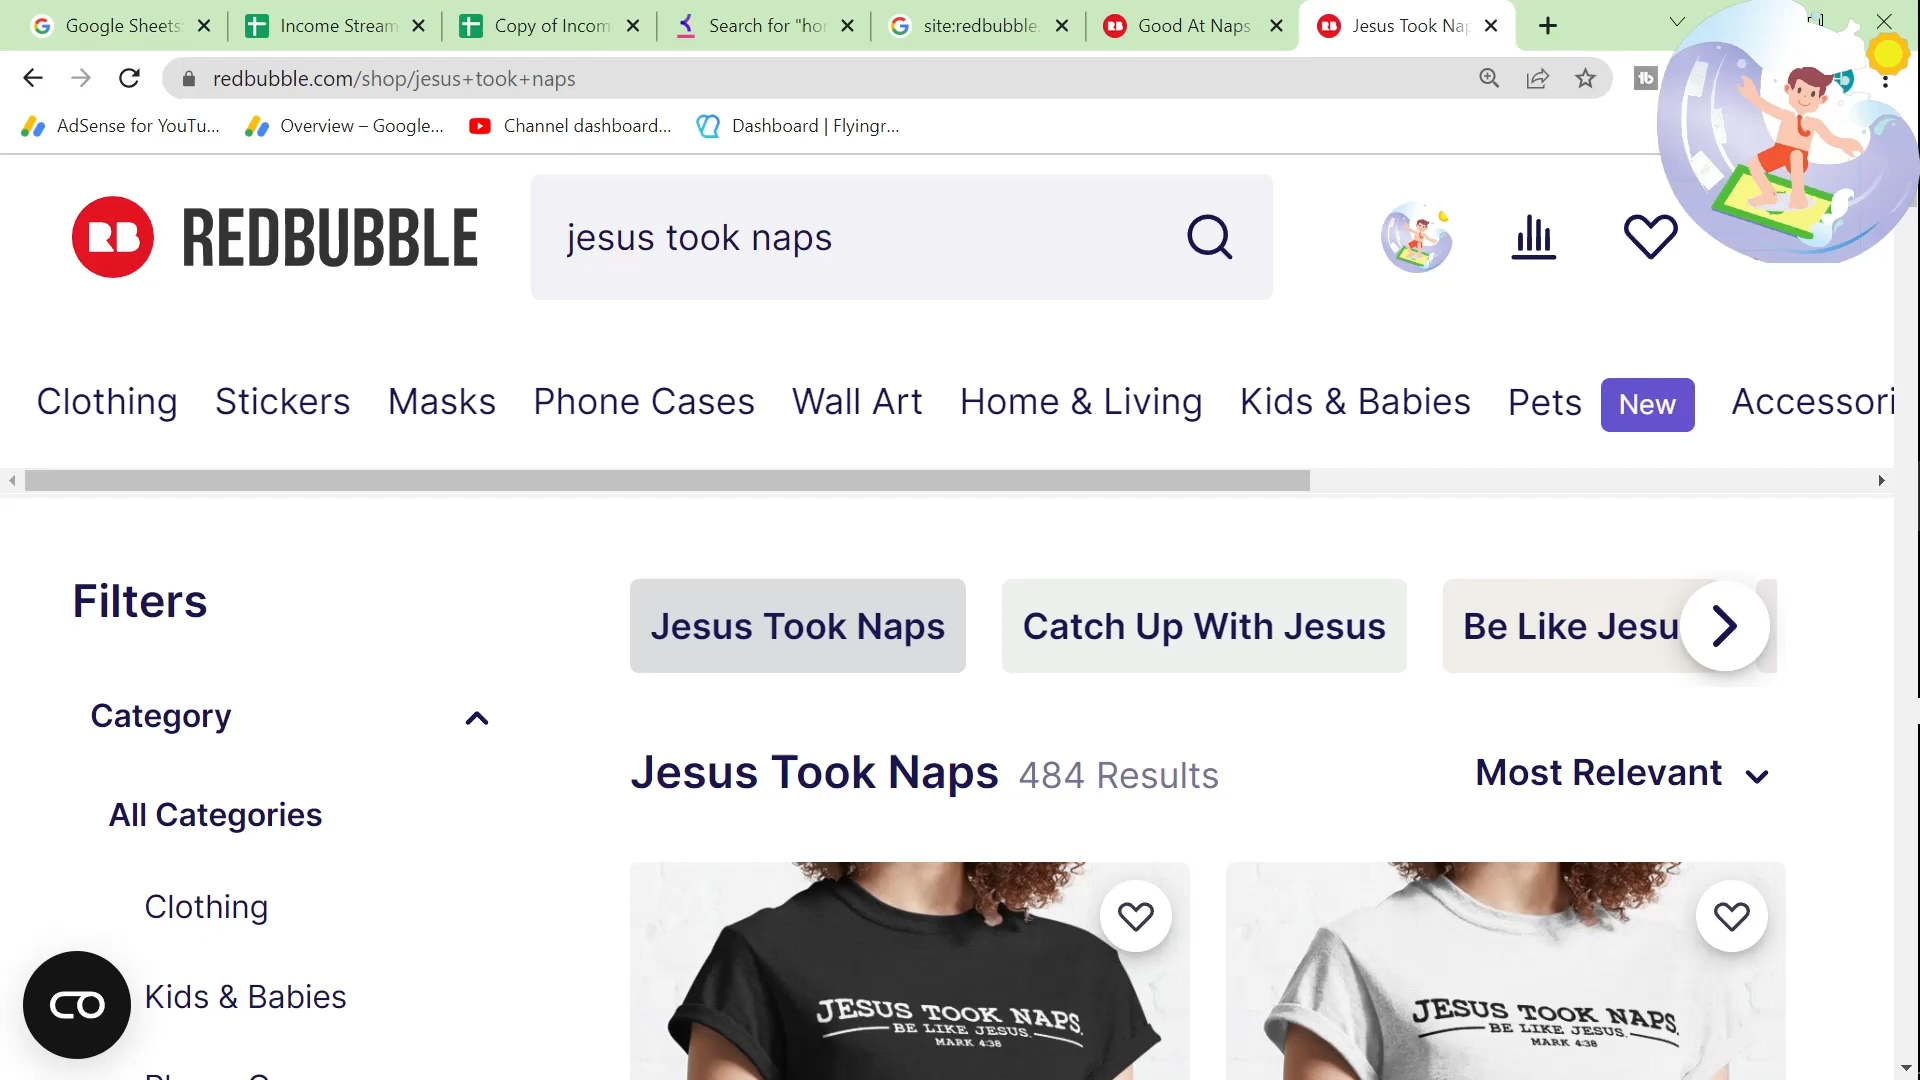 Google Sheets:
Income Stream
Copy of Incom
Search for "hor
site:redbubble.
Good At Naps
Jesus Took Nap
redbubble.com/shop/jesus+took+naps
tb
AdSense for YouTu...
Overview – Google...
Channel dashboard...
Dashboard | Flyingr...
RB REDBUBBLE
jesus took naps
Clothing
Stickers
Masks
Phone Cases
Wall Art
Home & Living
Kids & Babies
Pets
New
Accessori
Filters
Jesus Took Naps
Catch Up With Jesus
Be Like Jesu
Category
Jesus Took Naps 484 Results
Most Relevant
All Categories
Clothing
Kids & Babies
JESUS TOOK NAPS.
BE LIKE JESUS.
MARK 4:38
JESUS TOOK NAPS.
BE LIKE JESUS.
MARK 4:38